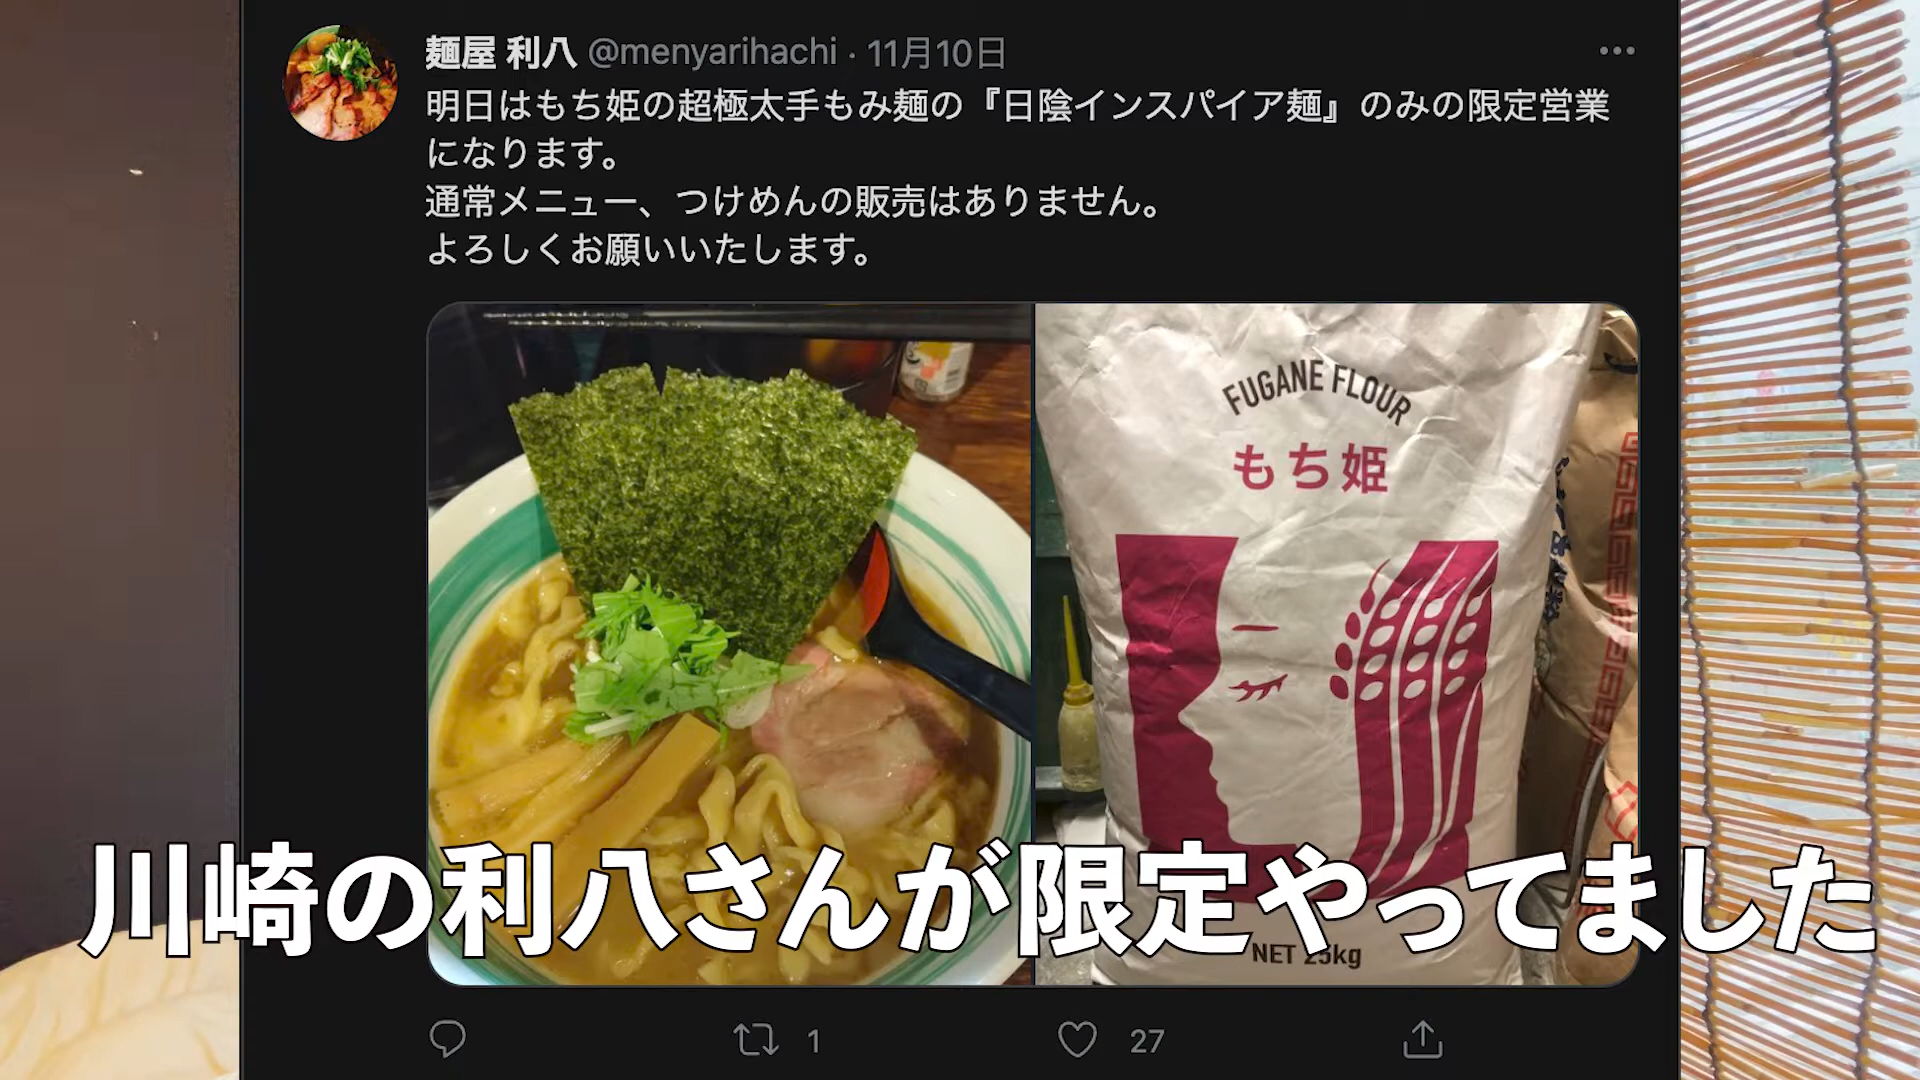 麺屋 利八 @menyarihachi · 11月10日
明日はもち姫の超極太手もみ麺の『日陰インスパイア麺』のみの限定営業
になります。
通常メニュー、つけめんの販売はありません。
よろしくお願いいたします。
FUGANE FLOUR
もち姫
川崎の利八さんが限定やってました
NET 25kg
1
27